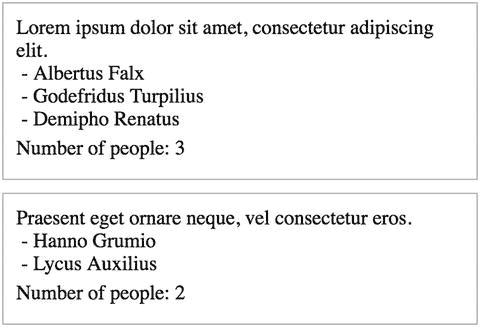 Lorem ipsum dolor sit amet, consectetur adipiscing
elit.
- Albertus Falx
- Godefridus Turpilius
- Demipho Renatus
Number of people: 3
Praesent eget ornare neque, vel consectetur eros.
- Hanno Grumio
- Lycus Auxilius
Number of people: 2